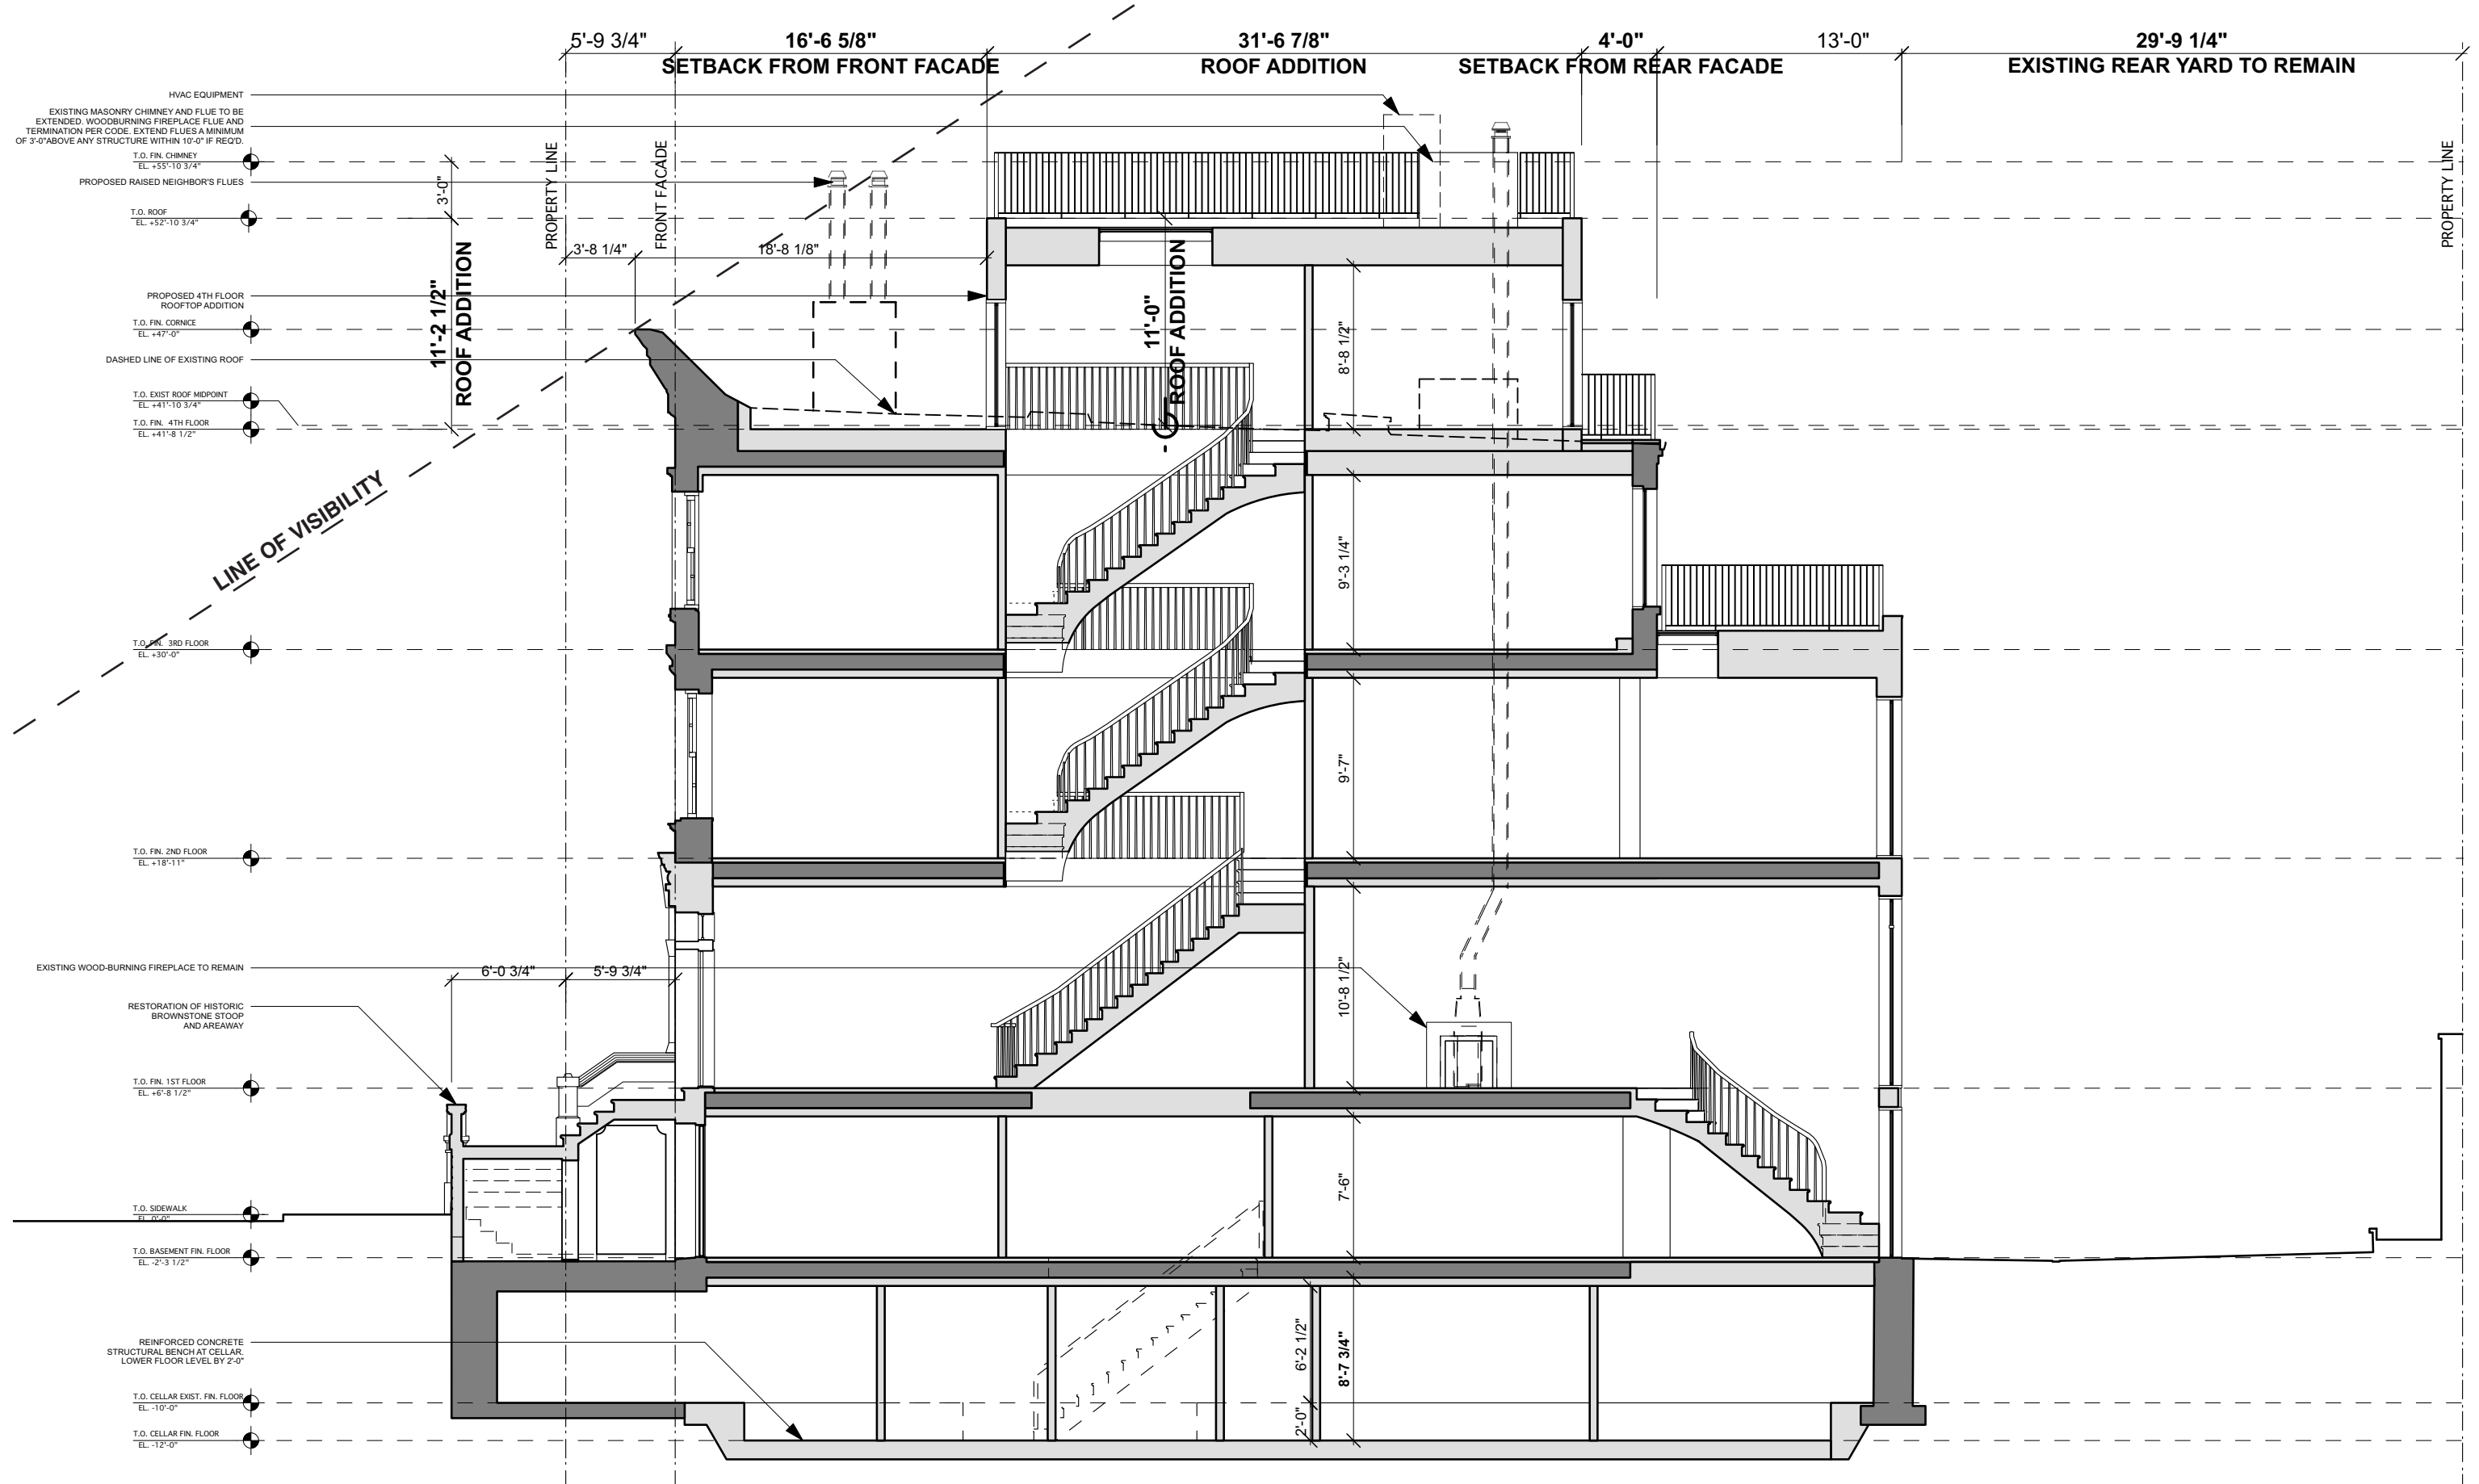 5'-9 3/4"
16'-6 5/8"
31'-6 7/8"
4'-0"
13'-0"
29'-9 1/4"
SETBACK FROM FRONT FACADE
ROOF ADDITION
SETBACK FROM REAR FACADE
EXISTING REAR YARD TO REMAIN
HVAC EQUIPMENT
EXISTING MASONRY CHIMNEY AND FLUE TO BE
EXTENDED. WOODBURNING FIREPLACE FLUE AND
TERMINATION PER CODE. EXTEND FLUES A MINIMUM
OF 3'-0"ABOVE ANY STRUCTURE WITHIN 10'-0" IF REQ'D.
T.O. FIN. CHIMNEY
EL. +55'-10 3/4"
PROPOSED RAISED NEIGHBOR'S FLUES
T.O. ROOF
EL. +52'-10 3/4"
3'-0"
PROPERTY LINE
FRONT FACADE
PROPERTY LINE
3'-8 1/4"
18'-8 1/8"
11'-2 1/2"
ROOF ADDITION
11'-0"
ROOF ADDITION
8'-8 1/2"
PROPOSED 4TH FLOOR
ROOFTOP ADDITION
T.O. FIN. CORNICE
EL. +47'-0"
DASHED LINE OF EXISTING ROOF
T.O. EXIST ROOF MIDPOINT
EL. +41'-10 3/4"
T.O. FIN. 4TH FLOOR
EL. +41'-8 1/2"
LINE OF VISIBILITY
9'-3 1/4"
T.O. FIN. 3RD FLOOR
EL. +30'-0"
9'-7"
T.O. FIN. 2ND FLOOR
EL. +18'-11"
EXISTING WOOD-BURNING FIREPLACE TO REMAIN
6'-0 3/4"
5'-9 3/4"
10'-8 1/2"
RESTORATION OF HISTORIC
BROWNSTONE STOOP
AND AREAWAY
T.O. FIN. 1ST FLOOR
EL. +6'-8 1/2"
7'-6"
T.O. SIDEWALK
EL. 0'-0"
T.O. BASEMENT FIN. FLOOR
EL. -2'-3 1/2"
REINFORCED CONCRETE
STRUCTURAL BENCH AT CELLAR.
LOWER FLOOR LEVEL BY 2'-0"
6'-2 1/2"
8'-7 3/4"
2'-0"
T.O. CELLAR EXIST. FIN. FLOOR
EL. -10'-0"
T.O. CELLAR FIN. FLOOR
EL. -12'-0"